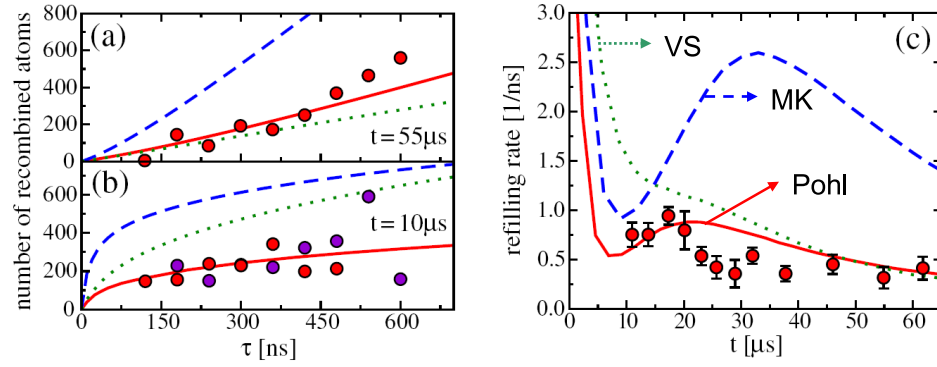 number of recombined atoms
800
600
400
200
0
(a)
t = 55μs
600
400
200
0
(b)
t = 10μs
0
150
300
450
600
τ [ns]
refilling rate [1/ns]
3.0
2.5
2.0
1.5
1.0
0.5
0.0
(c)
VS
MK
Pohl
0
10
20
30
40
50
60
t [μs]